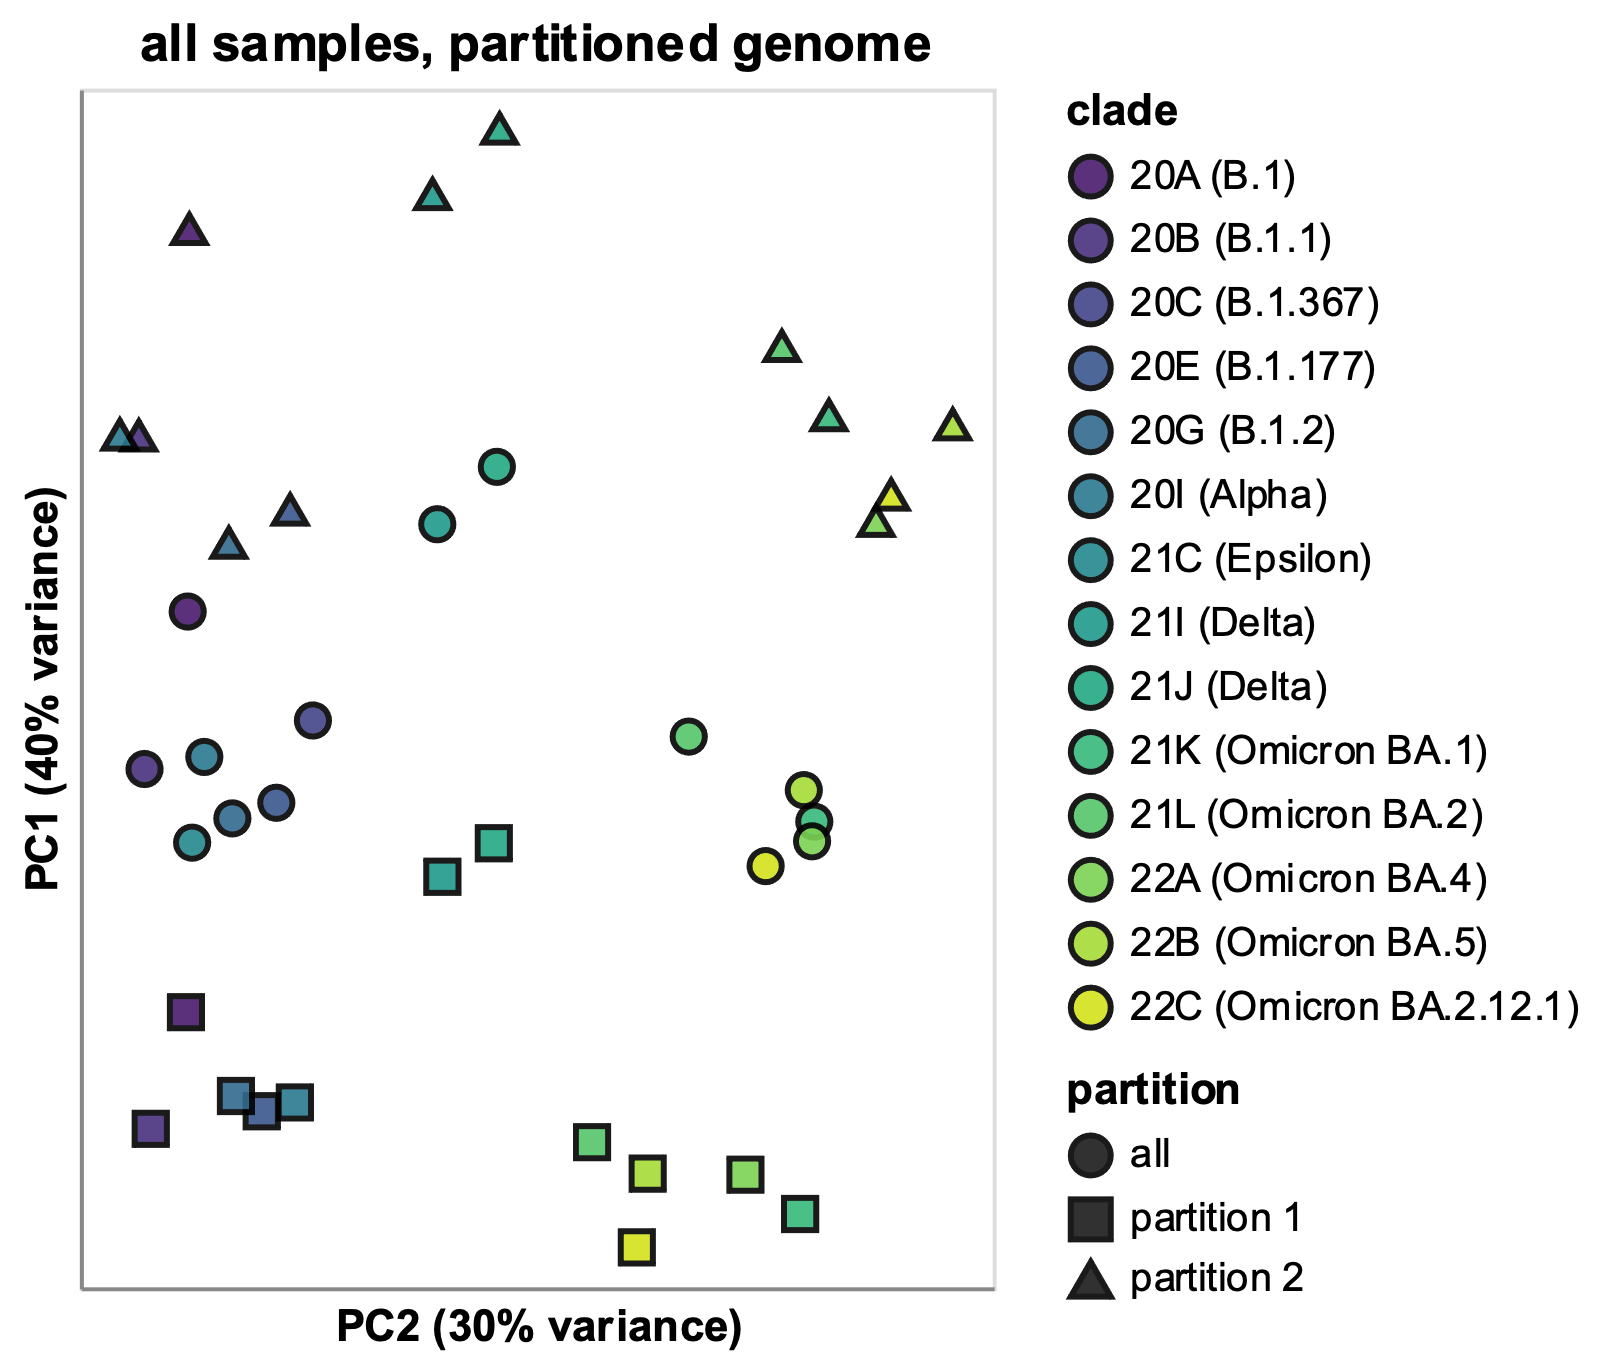 all samples, partitioned genome
PC1 (40% variance)
PC2 (30% variance)
clade
20A (B.1)
20B (B.1.1)
20C (B.1.367)
20E (B.1.177)
20G (B.1.2)
20I (Alpha)
21C (Epsilon)
21I (Delta)
21J (Delta)
21K (Omicron BA.1)
21L (Omicron BA.2)
22A (Omicron BA.4)
22B (Omicron BA.5)
22C (Omicron BA.2.12.1)
partition
all
partition 1
partition 2